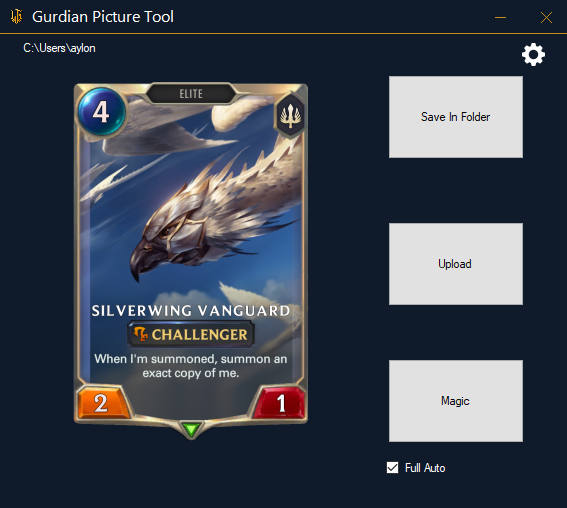 Gurdian Picture Tool
C:\Users\aylon
4
ELITE
SILVERWING VANGUARD
CHALLENGER
When I'm summoned, summon an
exact copy of me.
2
1
Save In Folder
Upload
Magic
Full Auto